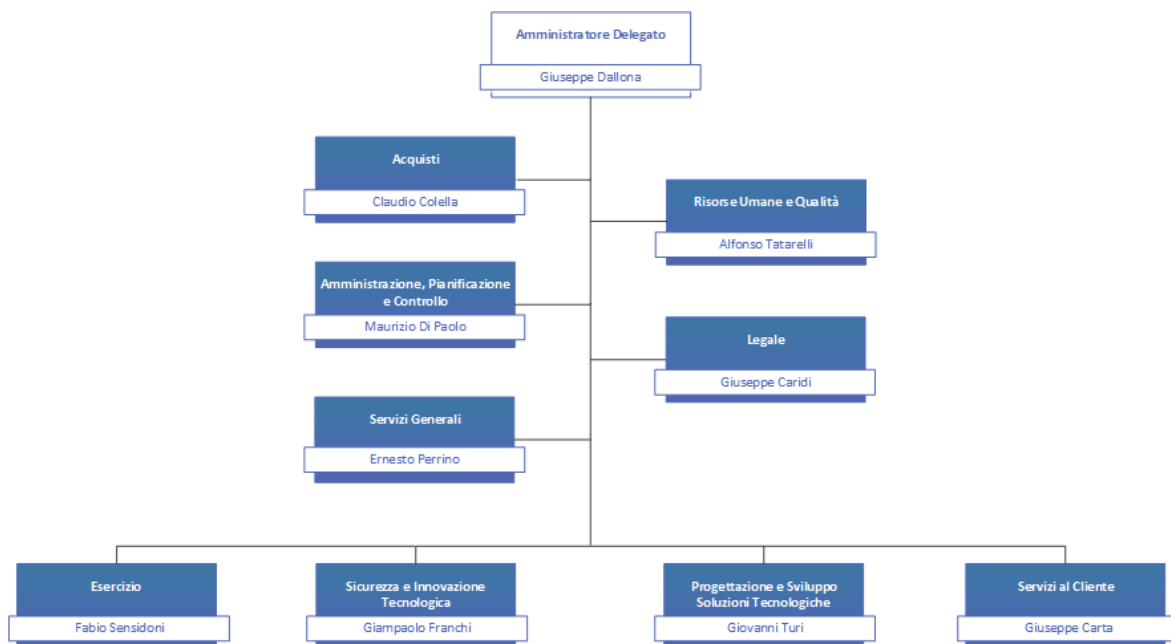 Amministratore Delegato
Giuseppe Dallona
Acquisti
Claudio Colella
Risorse Umane e Qualità
Alfonso Tatarelli
Amministrazione, Pianificazione
e Controllo
Maurizio Di Paolo
Legale
Giuseppe Caridi
Servizi Generali
Ernesto Perrino
Esercizio
Fabio Sensidoni
Sicurezza e Innovazione
Tecnologica
Giampaolo Franchi
Progettazione e Sviluppo
Soluzioni Tecnologiche
Giovanni Turi
Servizi al Cliente
Giuseppe Carta